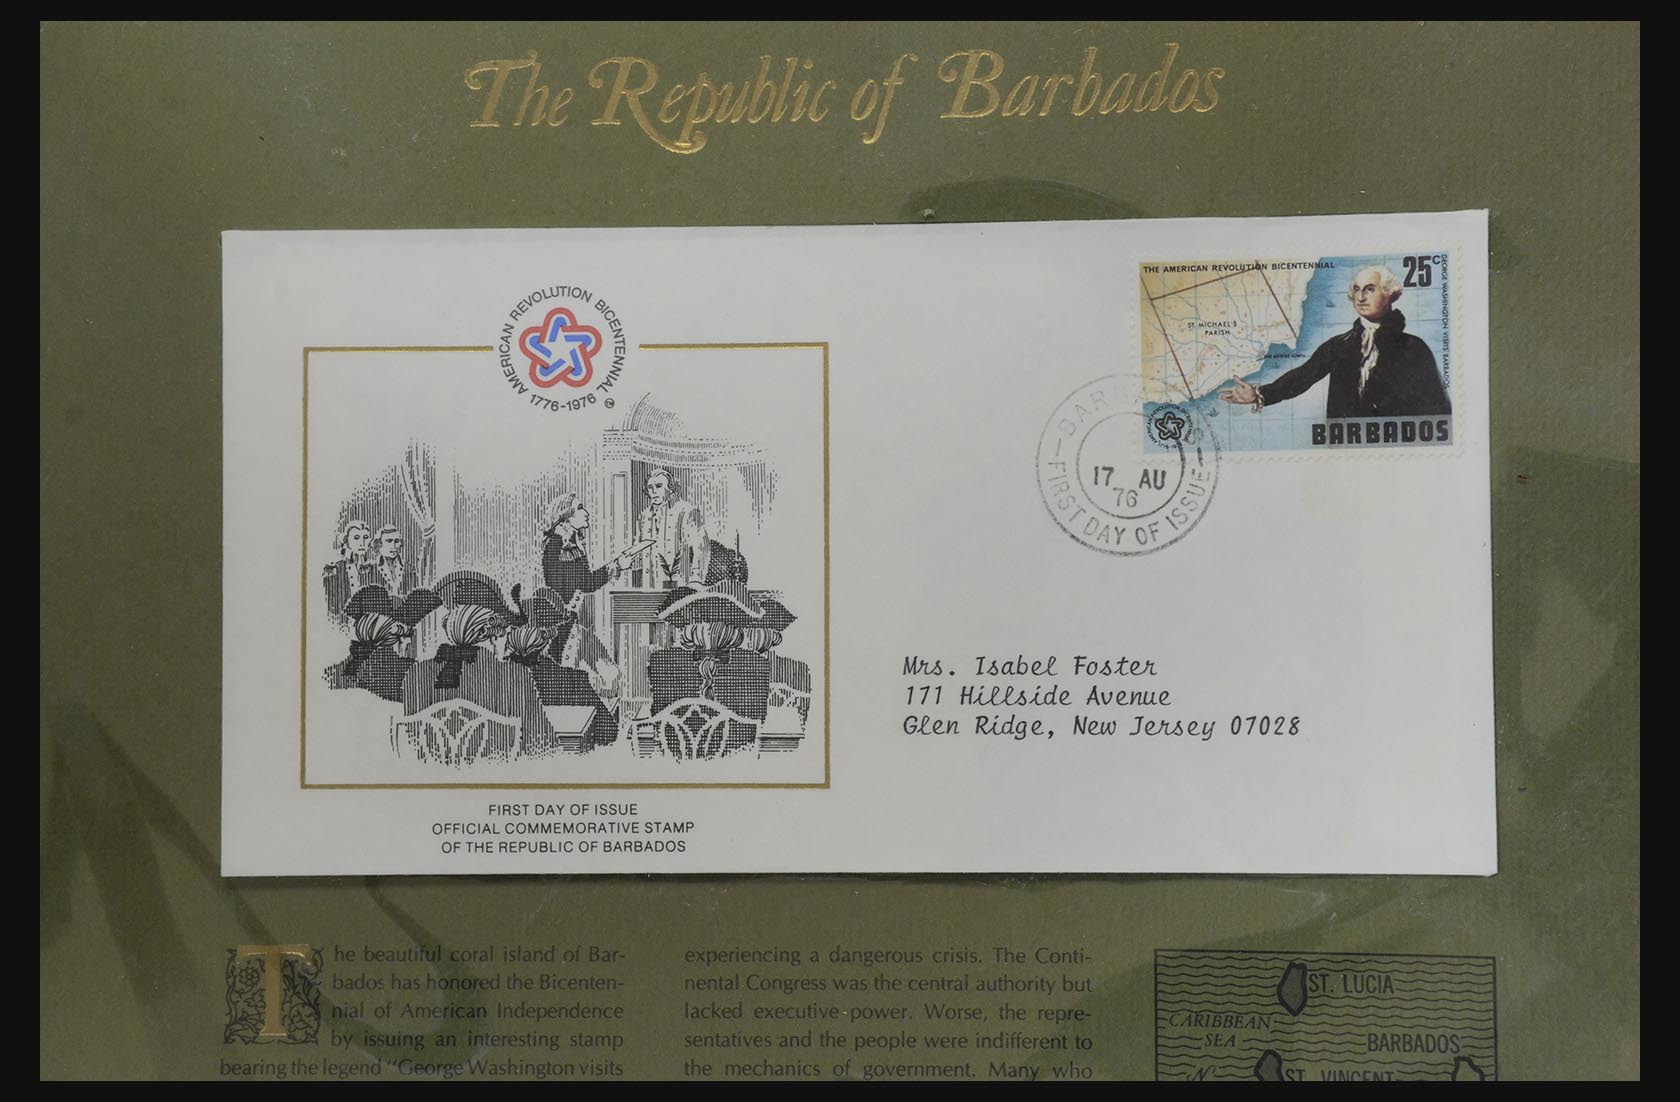 The Republic of Barbados
AMERICAN REVOLUTION BICENTENNIAL
1776-1976
THE AMERICAN REVOLUTION BICENTENNIAL
25c
GEORGE WASHINGTON VISITS BARBADOS
ST. MICHAEL'S
PARISH
AMERICAN REVOLUTION BICENTENNIAL
BARBADOS
17 AU
76
FIRST DAY OF ISSUE
Mrs. Isabel Foster
171 Hillside Avenue
Glen Ridge, New Jersey 07028
FIRST DAY OF ISSUE
OFFICIAL COMMEMORATIVE STAMP
OF THE REPUBLIC OF BARBADOS
The beautiful coral island of Bar-
bados has honored the Bicenten-
nial of American Independence
by issuing an interesting stamp
bearing the legend "George Washington visits
experiencing a dangerous crisis. The Conti-
nental Congress was the central authority but
lacked executive power. Worse, the repre-
sentatives and the people were indifferent to
the mechanics of government. Many who
ST. LUCIA
CARIBBEAN
SEA
BARBADOS
N
ST. VINCENT